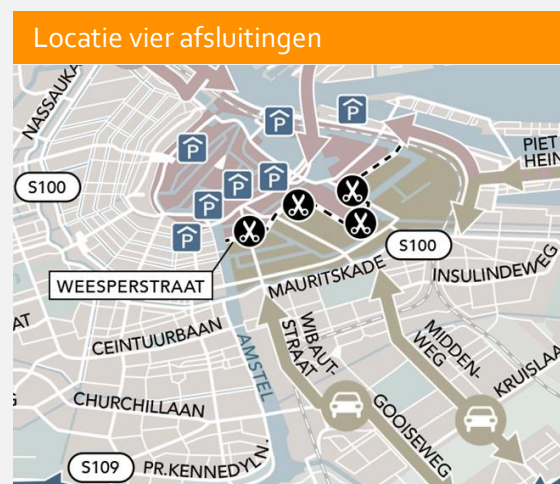 Locatie vier afsluitingen
NASSAUKA
P
P
P
P
P
P
P
PIET
HEIN
S100
S100
WEESPERSTRAAT
MAURITSKADE
INSULINDEWEG
AT
CEINTUURBAAN
AMSTEL
WIBAUT-
STRAAT
MIDDEN-
WEG
KRUISLAA
CHURCHILLAAN
GOOISEWEG
S109
PR.KENNEDYLN.